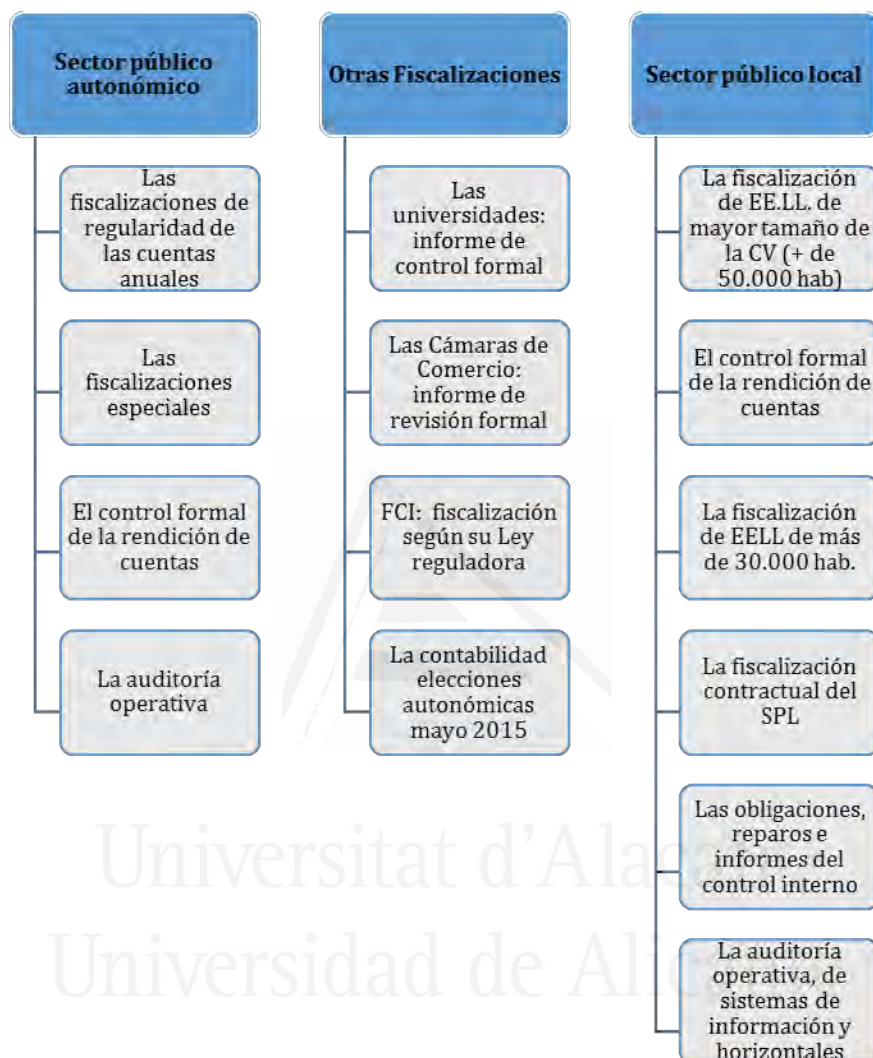 Sector público
autonómico
Las
fiscalizaciones de
regularidad de
las cuentas
anuales
Las
fiscalizaciones
especiales
El control formal
de la rendición de
cuentas
La auditoría
operativa
Otras Fiscalizaciones
Las
universidades:
informe de
control formal
Las Cámaras de
Comercio:
informe de
revisión formal
FCI: fiscalización
según su Ley
reguladora
La contabilidad
elecciones
autonómicas
mayo 2015
Sector público local
La fiscalización
de EE.LL. de
mayor tamaño de
la CV (+ de
50.000 hab)
El control formal
de la rendición de
cuentas
La fiscalización
de EELL de más
de 30.000 hab.
La fiscalización
contractual del
SPL
Las obligaciones,
reparos e
informes del
control interno
La auditoría
operativa, de
sistemas de
información y
horizontales
Universitat d'Alaca
Universidad de Ali